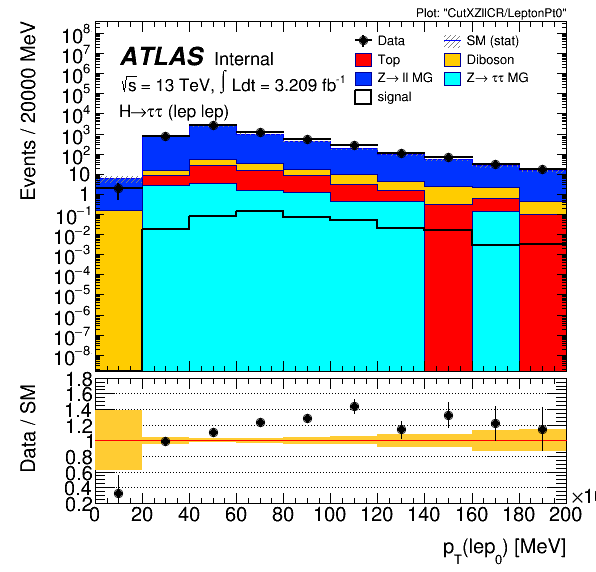 Plot: "CutXZllCR/LeptonPt0"
ATLAS Internal
√s = 13 TeV, ∫ Ldt = 3.209 fb⁻¹
H→ττ (lep lep)
Data
SM (stat)
Top
Diboson
Z→ ll MG
Z→ ττ MG
signal
Events / 20000 MeV
10⁸
10⁷
10⁶
10⁵
10⁴
10³
10²
10
1
10⁻¹
10⁻²
10⁻³
10⁻⁴
10⁻⁵
10⁻⁶
10⁻⁷
10⁻⁸
Data / SM
1.8
1.6
1.4
1.2
1
0.8
0.6
0.4
0.2
0 20 40 60 80 100 120 140 160 180 200
×10
p_T(lep_0) [MeV]